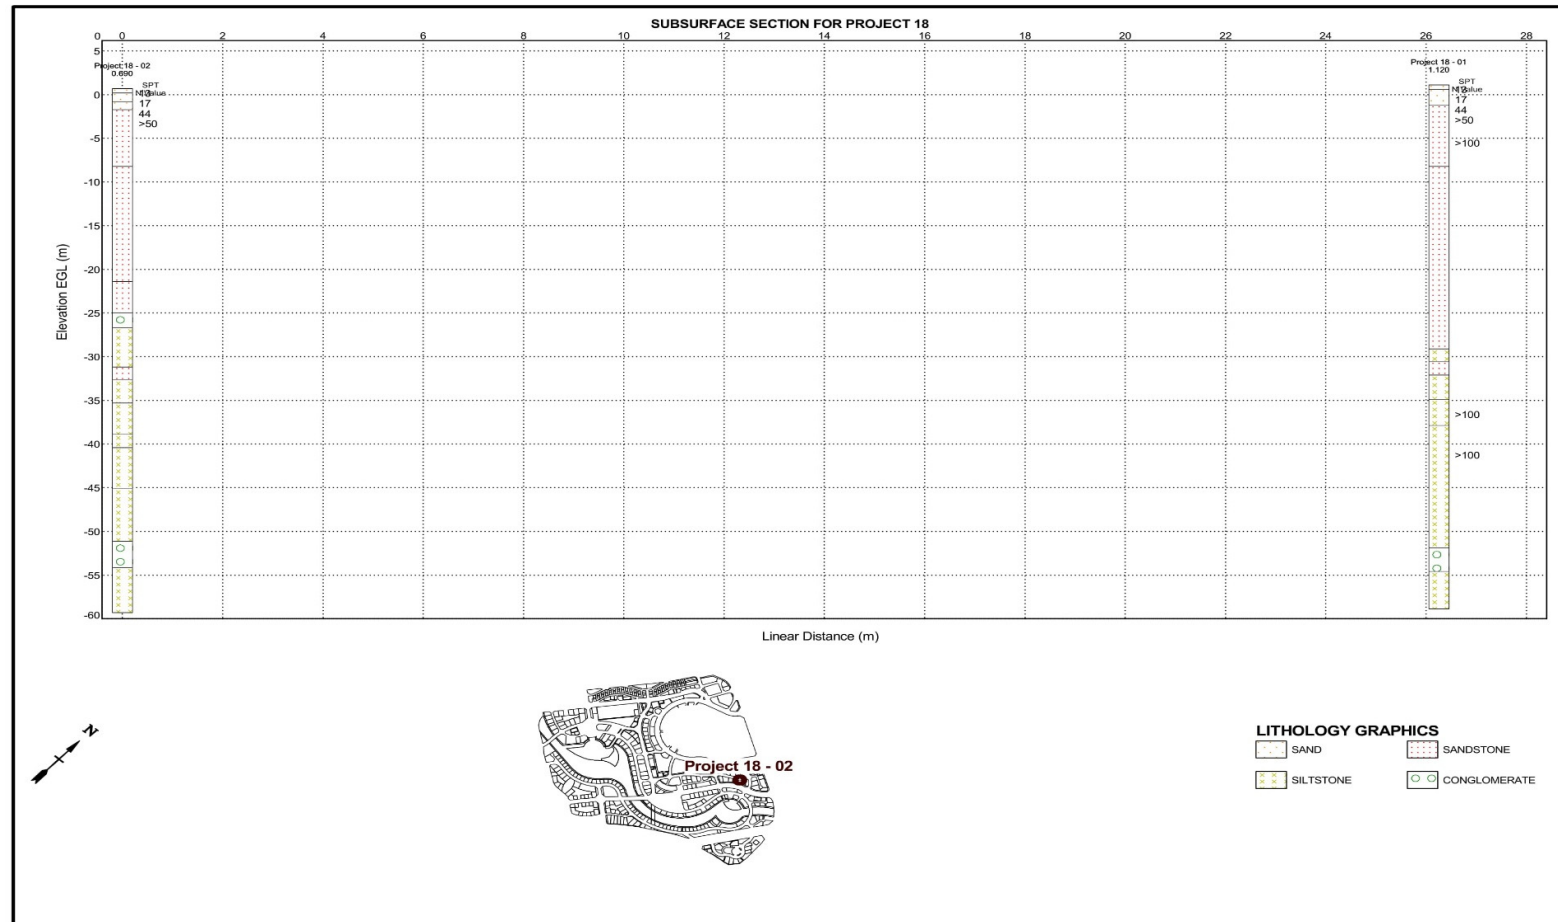 SUBSURFACE SECTION FOR PROJECT 18
0 0 2 4 6 8 10 12 14 16 18 20 22 24 26 28
Project 18 - 02
0.690
SPT
N Value
17
44
>50
Project 18 - 01
1.120
SPT
N Value
17
44
>50
>100
>100
>100
5
0
-5
-10
-15
-20
-25
-30
-35
-40
-45
-50
-55
-60
Elevation EGL (m)
Linear Distance (m)
N
Project 18 - 02
LITHOLOGY GRAPHICS
SAND
SANDSTONE
SILTSTONE
CONGLOMERATE